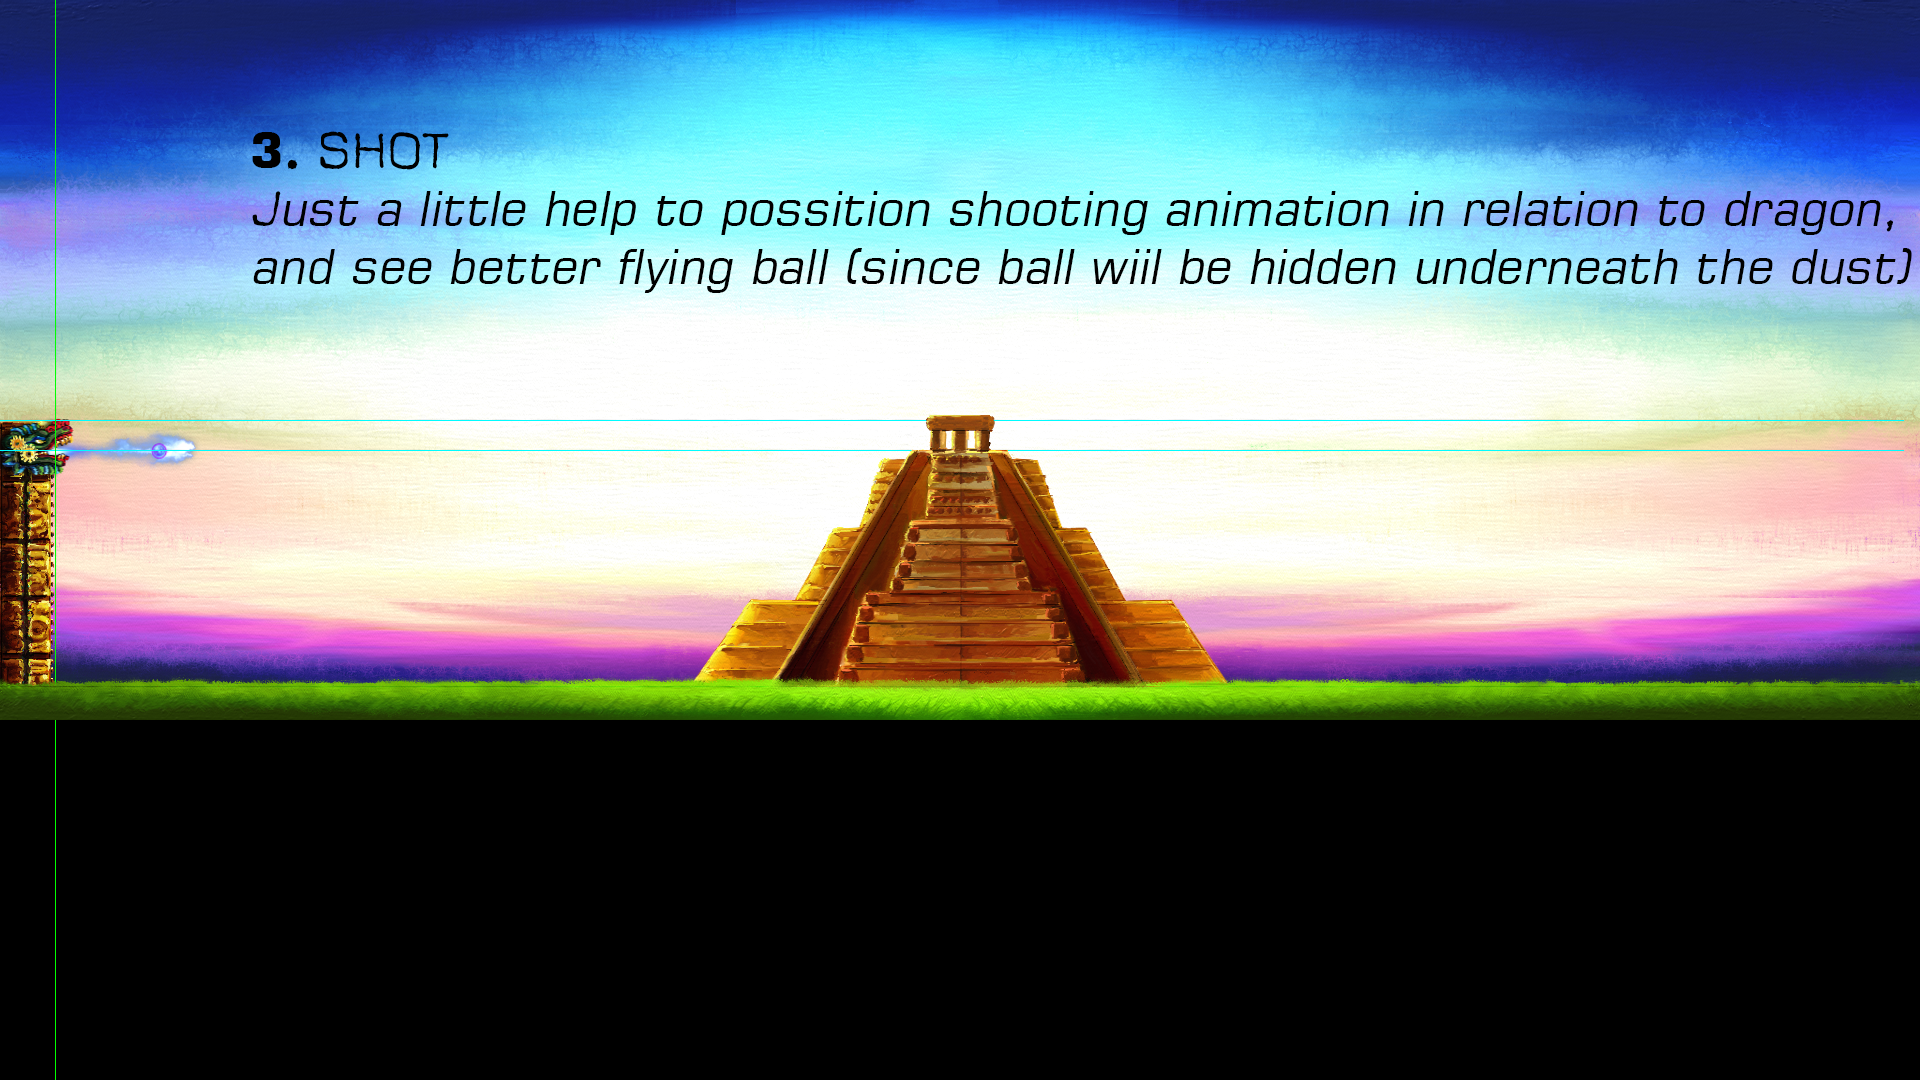 3. SHOT
Just a little help to possition shooting animation in relation to dragon,
and see better flying ball (since ball wiil be hidden underneath the dust)